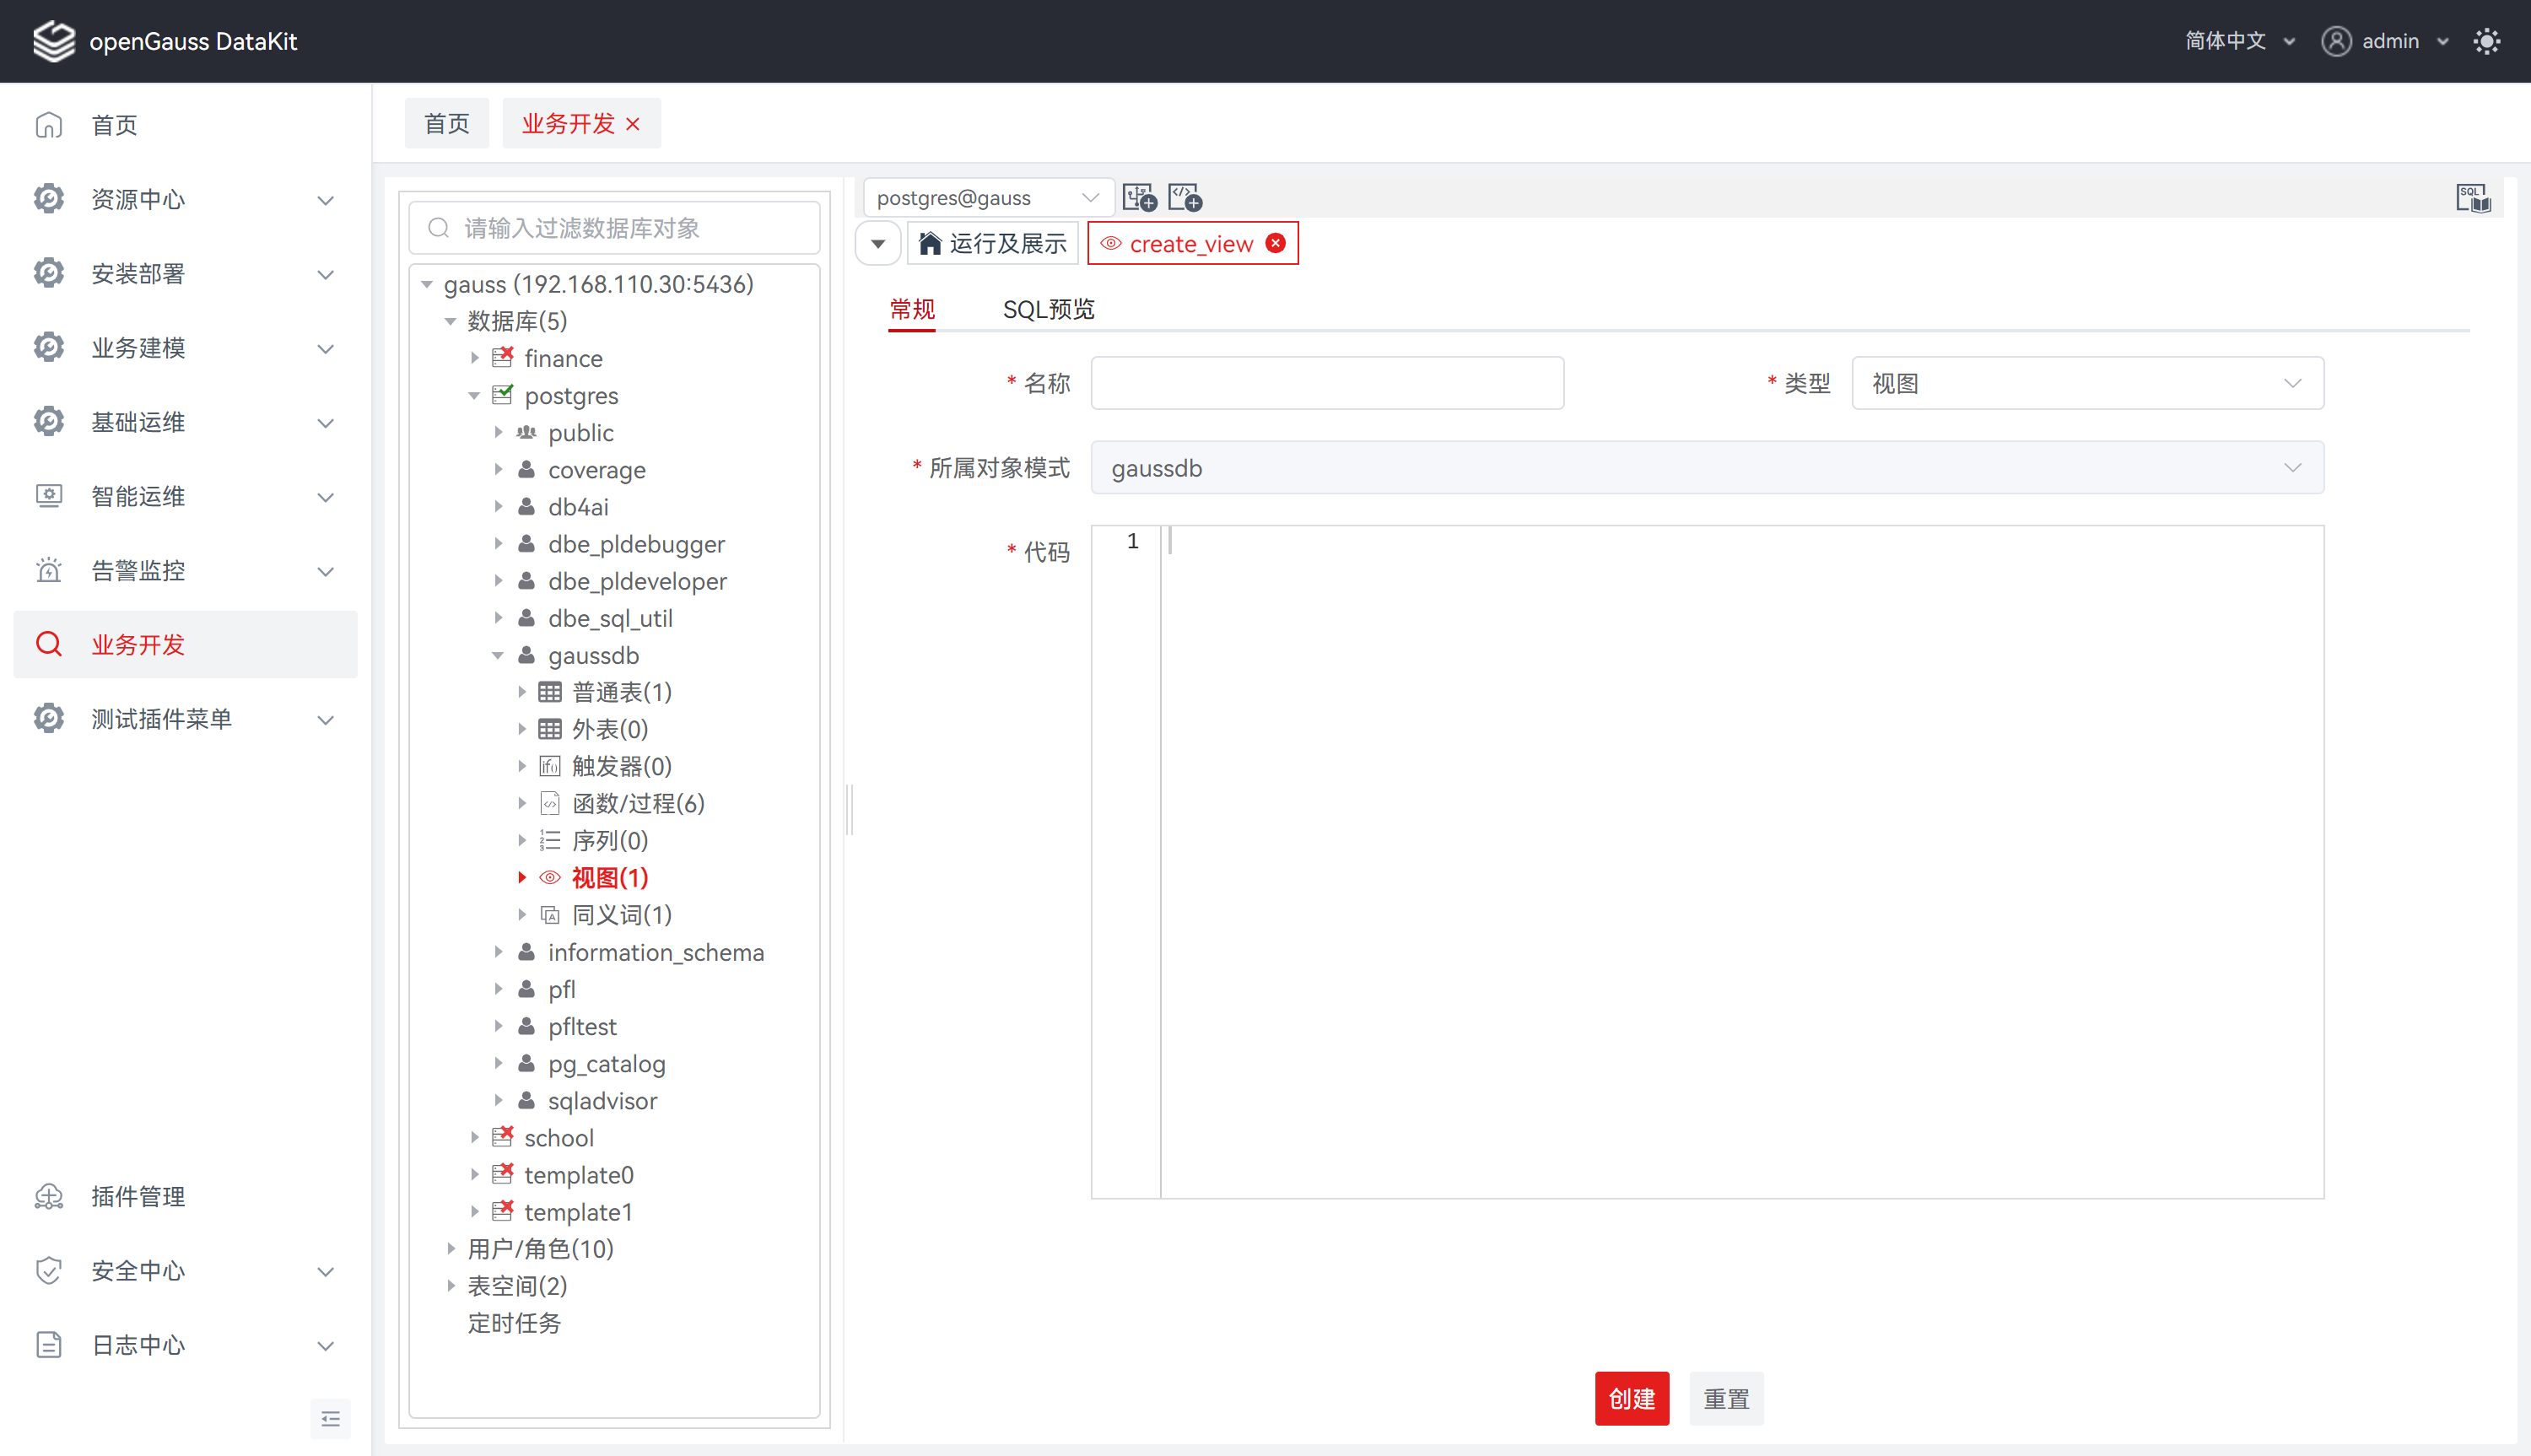 openGauss DataKit
简体中文
admin
首页
资源中心
安装部署
业务建模
基础运维
智能运维
告警监控
业务开发
测试插件菜单
插件管理
安全中心
日志中心
首页
业务开发
请输入过滤数据库对象
gauss (192.168.110.30:5436)
数据库(5)
finance
postgres
public
coverage
db4ai
dbe_pldebugger
dbe_pldeveloper
dbe_sql_util
gaussdb
普通表(1)
外表(0)
触发器(0)
函数/过程(6)
序列(0)
视图(1)
同义词(1)
information_schema
pfl
pfltest
pg_catalog
sqladvisor
school
template0
template1
用户/角色(10)
表空间(2)
定时任务
postgres@gauss
SQL
运行及展示
create_view
常规
SQL预览
* 名称
* 类型
视图
* 所属对象模式
gaussdb
* 代码
1
创建
重置